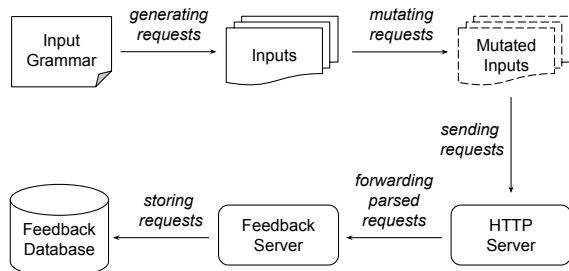 Input
Grammar
generating
requests
Inputs
mutating
requests
Mutated
Inputs
sending
requests
HTTP
Server
forwarding
parsed
requests
Feedback
Server
storing
requests
Feedback
Database